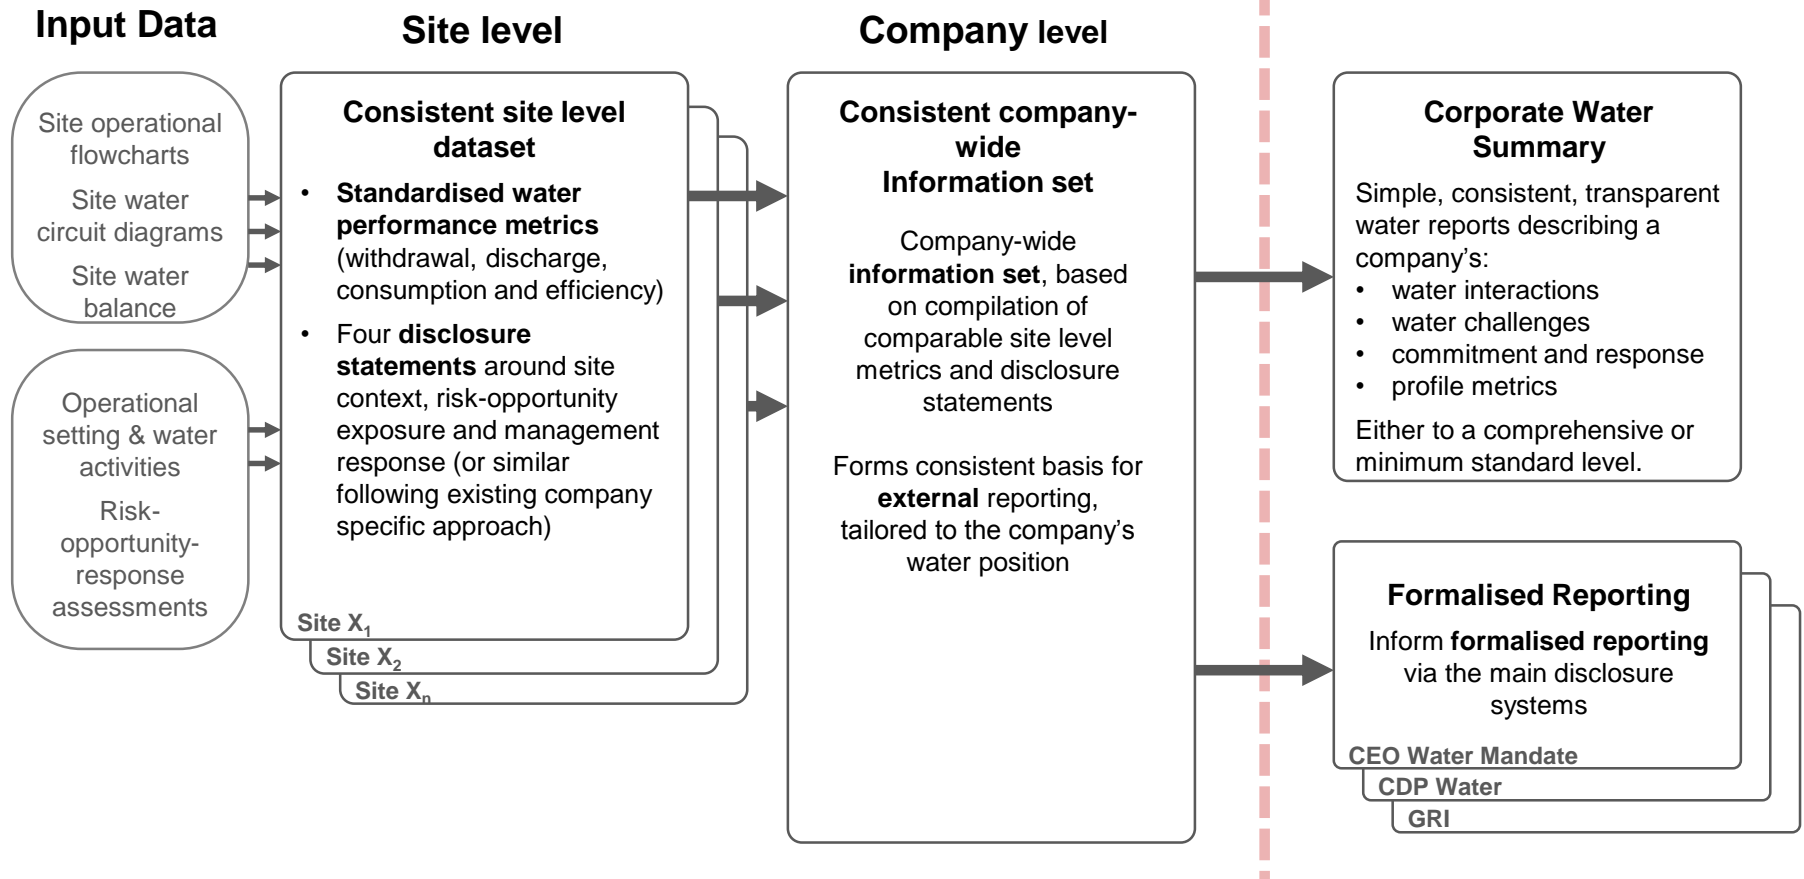 Input Data
Site operational
flowcharts
Site water
circuit diagrams
Site water
balance
Operational
setting & water
activities
Risk-
opportunity-
response
assessments
Site level
Consistent site level
dataset
• Standardised water
performance metrics
(withdrawal, discharge,
consumption and efficiency)
• Four disclosure
statements around site
context, risk-opportunity
exposure and management
response (or similar
following existing company
specific approach)
Site X₁
Site X₂
Site Xₙ
Company level
Consistent company-
wide
Information set
Company-wide
information set, based
on compilation of
comparable site level
metrics and disclosure
statements
Forms consistent basis for
external reporting,
tailored to the company’s
water position
Corporate Water
Summary
Simple, consistent, transparent
water reports describing a
company’s:
• water interactions
• water challenges
• commitment and response
• profile metrics
Either to a comprehensive or
minimum standard level.
Formalised Reporting
Inform formalised reporting
via the main disclosure
systems
CEO Water Mandate
CDP Water
GRI